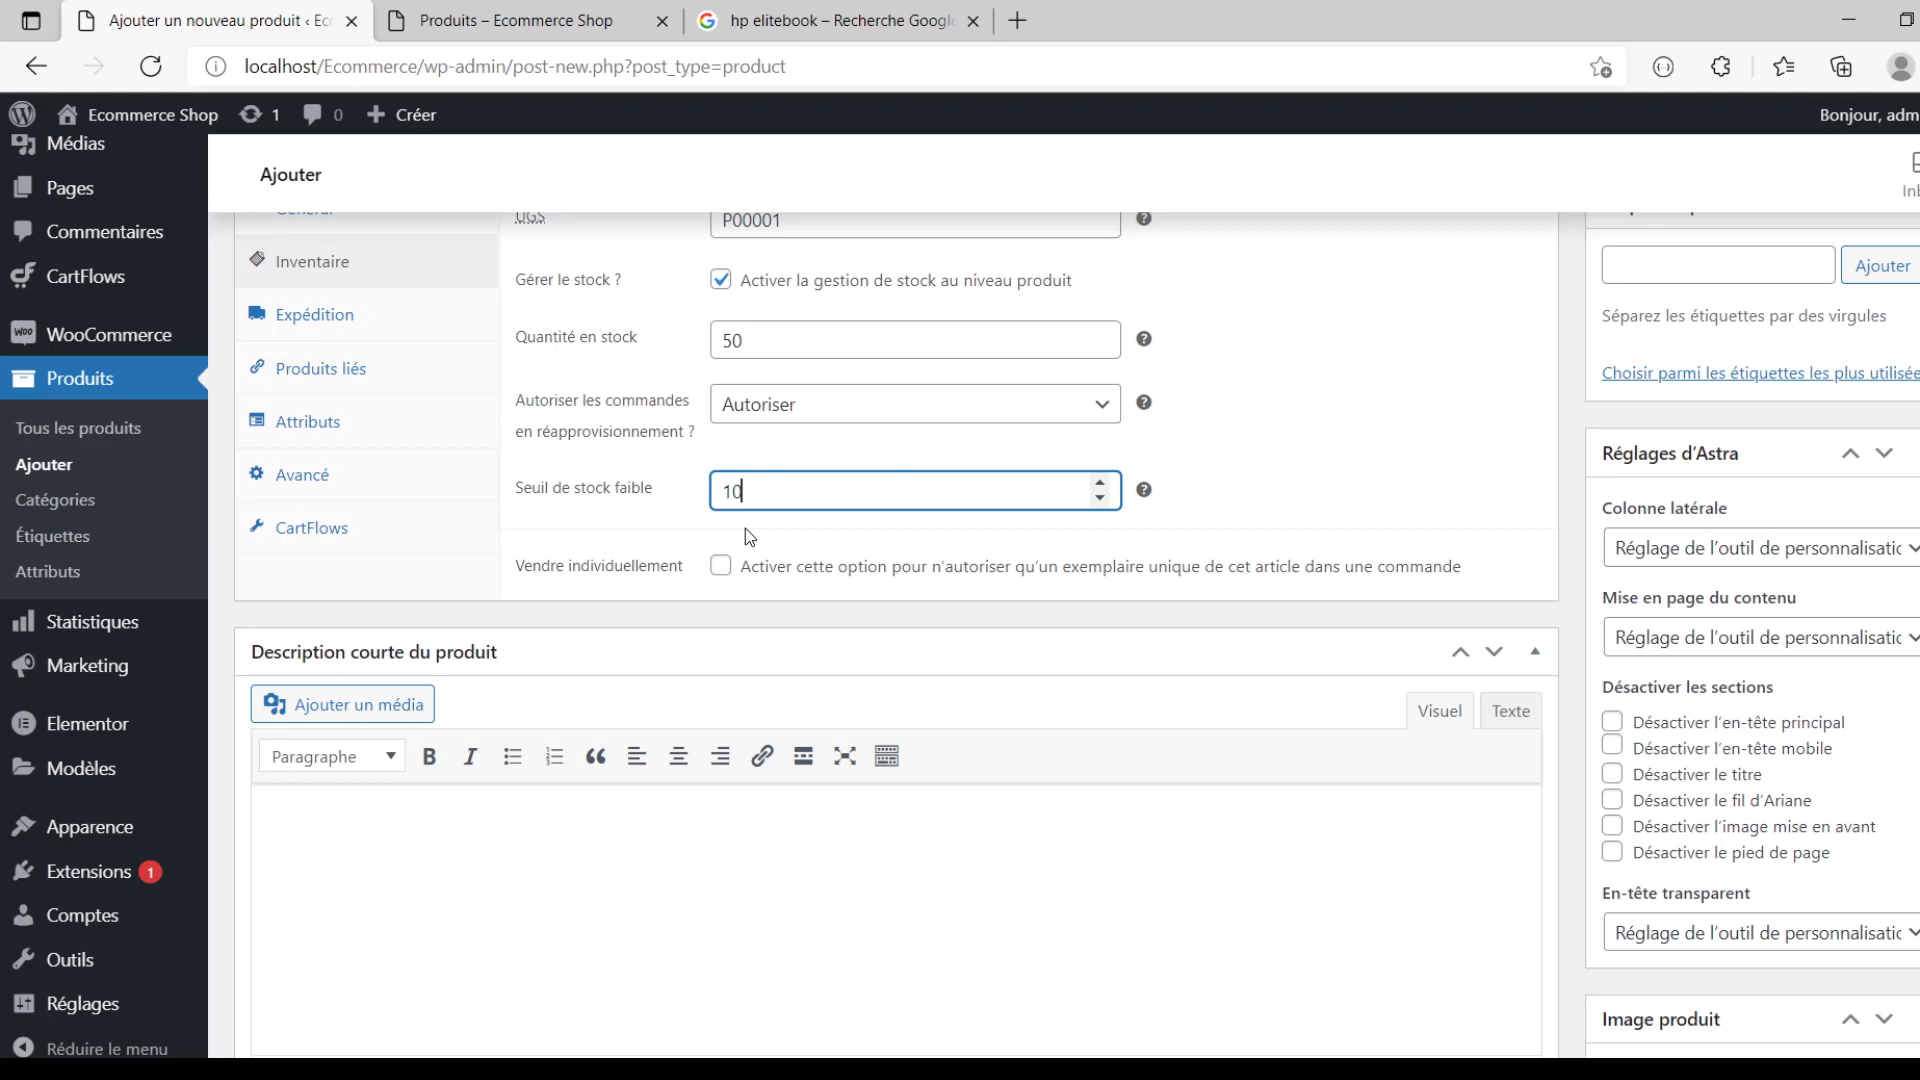 Ajouter un nouveau produit ‹ Ec
Produits – Ecommerce Shop
hp elitebook – Recherche Google
localhost/Ecommerce/wp-admin/post-new.php?post_type=product
Ecommerce Shop
1
0
Créer
Bonjour, adm
Médias
Pages
Commentaires
CartFlows
WooCommerce
Produits
Tous les produits
Ajouter
Catégories
Étiquettes
Attributs
Statistiques
Marketing
Elementor
Modèles
Apparence
Extensions 1
Comptes
Outils
Réglages
Réduire le menu
Ajouter
Général
Inventaire
Expédition
Produits liés
Attributs
Avancé
CartFlows
UGS
P00001
Gérer le stock ?
Activer la gestion de stock au niveau produit
Quantité en stock
50
Autoriser les commandes
en réapprovisionnement ?
Autoriser
Seuil de stock faible
10
Vendre individuellement
Activer cette option pour n’autoriser qu’un exemplaire unique de cet article dans une commande
Description courte du produit
Ajouter un média
Visuel
Texte
Paragraphe
Ajouter
Séparez les étiquettes par des virgules
Choisir parmi les étiquettes les plus utilisée
Réglages d’Astra
Colonne latérale
Réglage de l’outil de personnalisatic
Mise en page du contenu
Réglage de l’outil de personnalisatic
Désactiver les sections
Désactiver l’en-tête principal
Désactiver l’en-tête mobile
Désactiver le titre
Désactiver le fil d’Ariane
Désactiver l’image mise en avant
Désactiver le pied de page
En-tête transparent
Réglage de l’outil de personnalisatic
Image produit